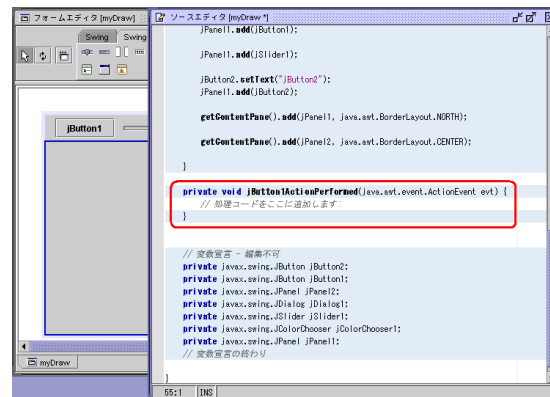 フォームエディタ [myDraw]
Swing Swing
jButton1
myDraw
ソースエディタ [myDraw *]
jPanel1.add(jButton1);
jPanel1.add(jSlider1);
jButton2.setText("jButton2");
jPanel1.add(jButton2);
getContentPane().add(jPanel1, java.awt.BorderLayout.NORTH);
getContentPane().add(jPanel2, java.awt.BorderLayout.CENTER);
}
private void jButton1ActionPerformed(java.awt.event.ActionEvent evt) {
// 処理コードをここに追加します:
}
// 変数宣言 - 編集不可
private javax.swing.JButton jButton2;
private javax.swing.JButton jButton1;
private javax.swing.JPanel jPanel2;
private javax.swing.JDialog jDialog1;
private javax.swing.JSlider jSlider1;
private javax.swing.JColorChooser jColorChooser1;
private javax.swing.JPanel jPanel1;
// 変数宣言の終わり
}
55:1 INS